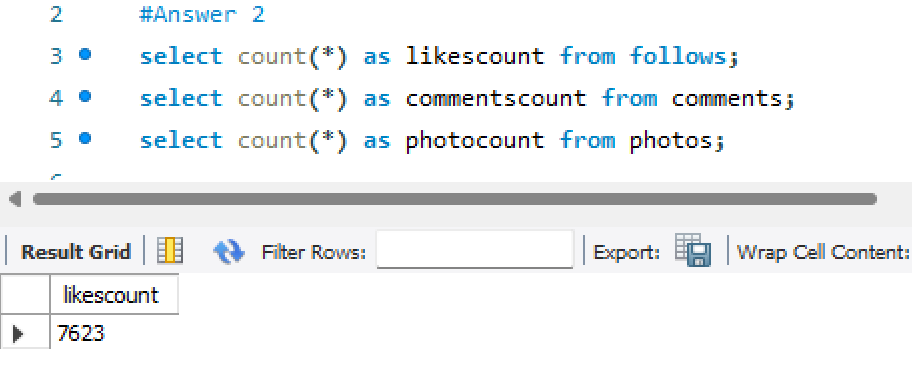 2 #Answer 2
3 select count(*) as likescount from follows;
4 select count(*) as commentscount from comments;
5 select count(*) as photocount from photos;
Result Grid Filter Rows: Export: Wrap Cell Content:
likescount
7623